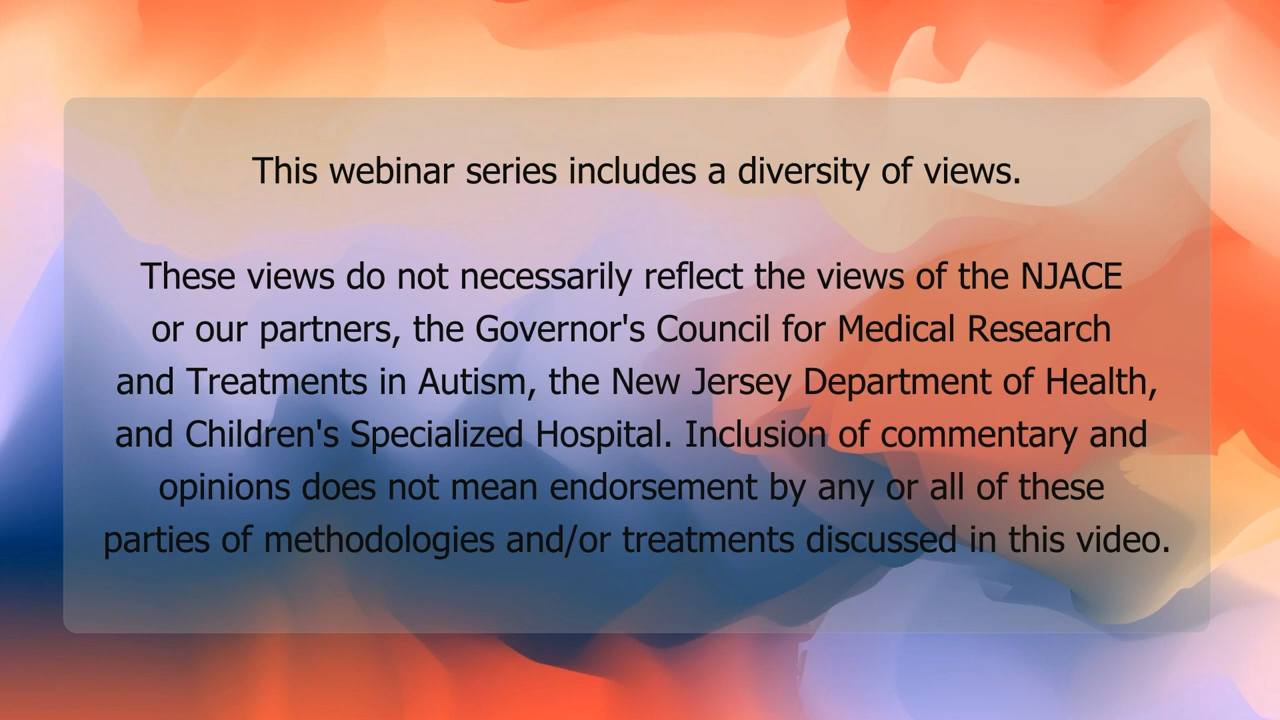 This webinar series includes a diversity of views.
These views do not necessarily reflect the views of the NJACE
or our partners, the Governor's Council for Medical Research
and Treatments in Autism, the New Jersey Department of Health,
and Children's Specialized Hospital. Inclusion of commentary and
opinions does not mean endorsement by any or all of these
parties of methodologies and/or treatments discussed in this video.